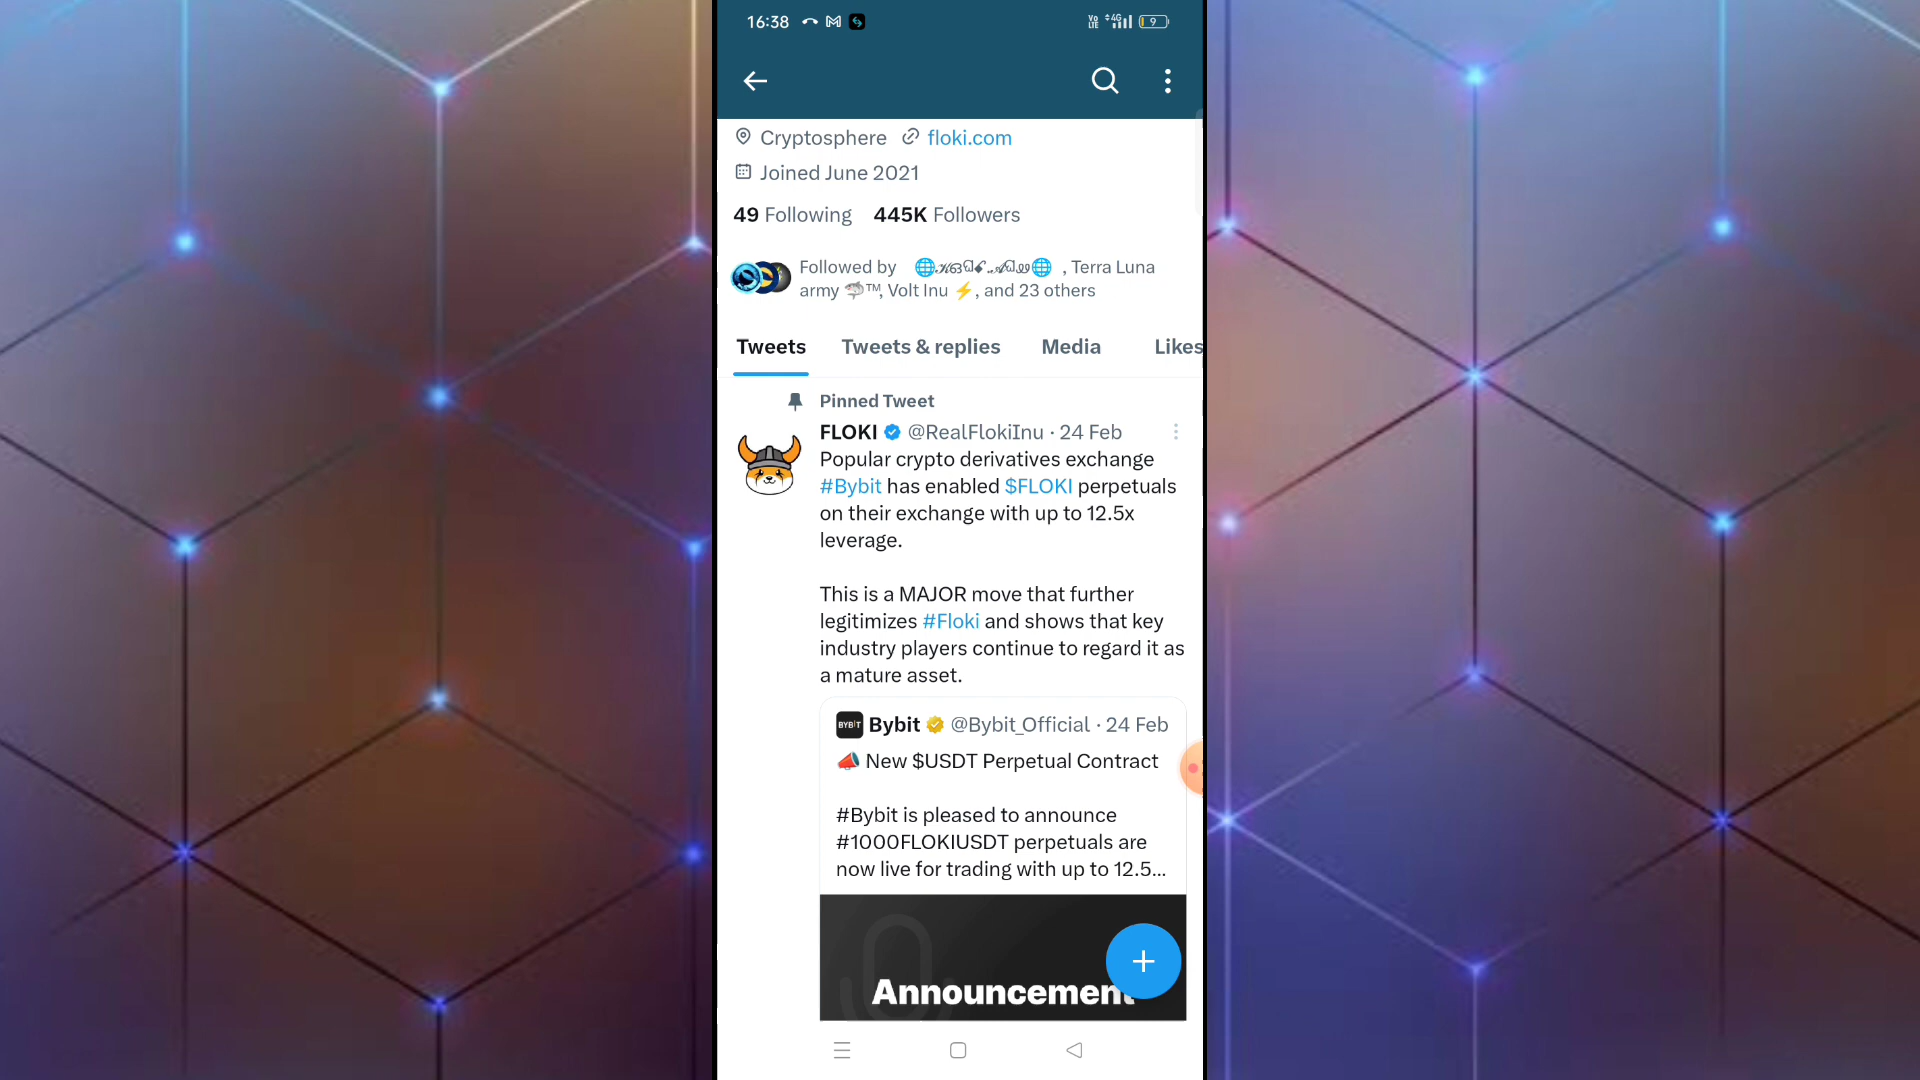 16:38
Vo LTE 4G 9
Cryptosphere floki.com
Joined June 2021
49 Following 445K Followers
Followed by , Terra Luna
army 🦈™, Volt Inu ⚡, and 23 others
Tweets Tweets & replies Media Likes
Pinned Tweet
FLOKI @RealFlokiInu · 24 Feb
Popular crypto derivatives exchange
#Bybit has enabled $FLOKI perpetuals
on their exchange with up to 12.5x
leverage.
This is a MAJOR move that further
legitimizes #Floki and shows that key
industry players continue to regard it as
a mature asset.
BYBIT Bybit @Bybit_Official · 24 Feb
📣 New $USDT Perpetual Contract
#Bybit is pleased to announce
#1000FLOKIUSDT perpetuals are
now live for trading with up to 12.5...
Announcement